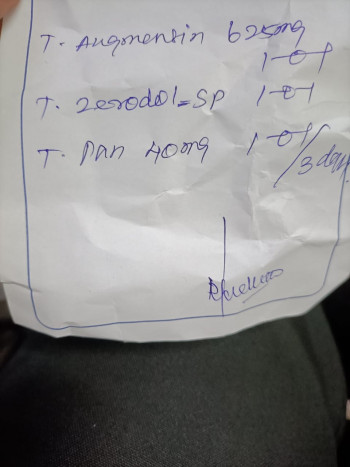 T. Augmentin 625mg
1-0-1
T. Zerodol-SP 1-0-1
T. Pan 40mg 1-0-1
/3 days